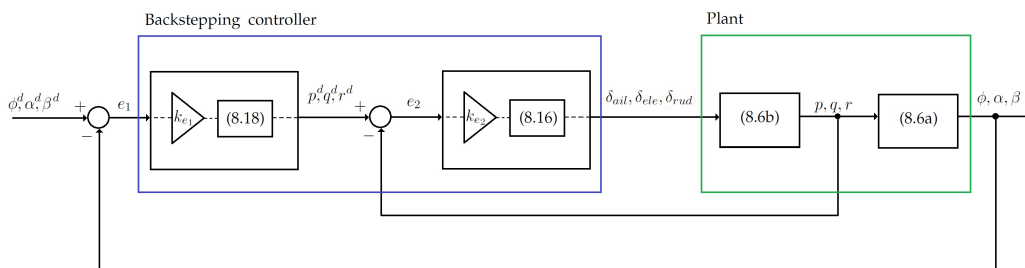 Backstepping controller
Plant
ϕ^d, α^d, β^d
+
−
e_1
k_{e_1}
(8.18)
p^d, q^d, r^d
+
−
e_2
k_{e_2}
(8.16)
δ_{ail}, δ_{ele}, δ_{rud}
(8.6b)
p, q, r
(8.6a)
ϕ, α, β